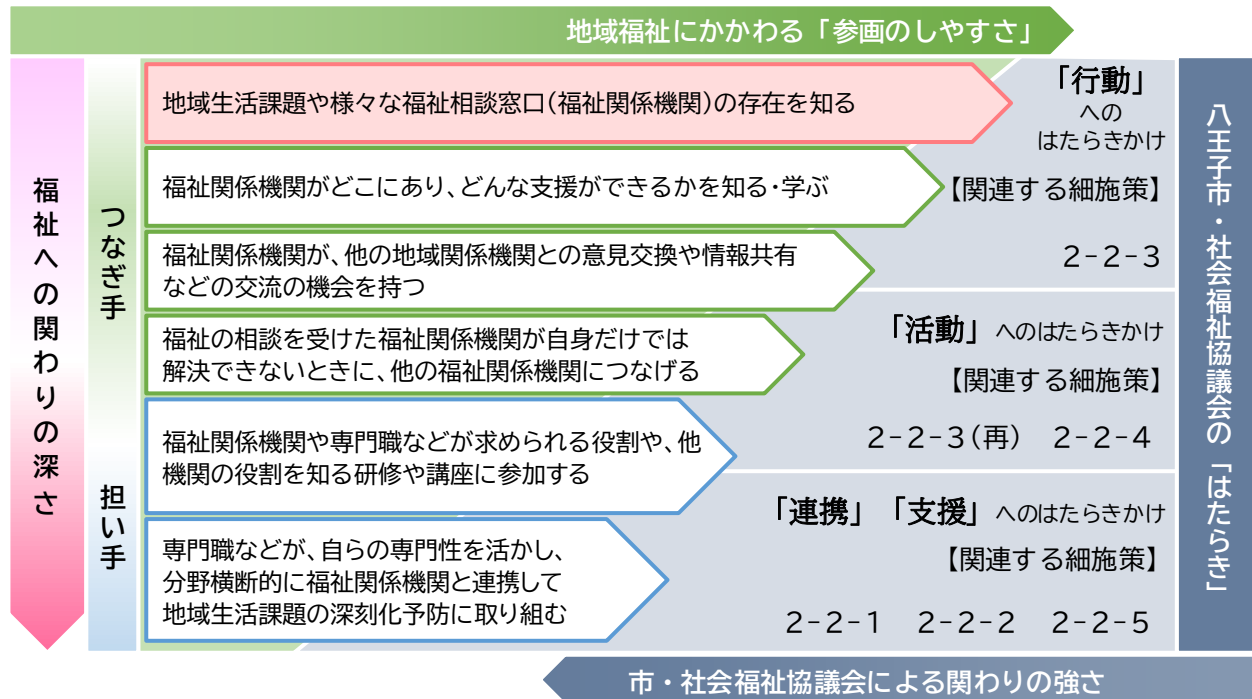 地域福祉にかかわる「参画のしやすさ」
福祉への関わりの深さ
つなぎ手
担い手
地域生活課題や様々な福祉相談窓口(福祉関係機関)の存在を知る
福祉関係機関がどこにあり、どんな支援ができるかを知る・学ぶ
福祉関係機関が、他の地域関係機関との意見交換や情報共有
などの交流の機会を持つ
福祉の相談を受けた福祉関係機関が自身だけでは
解決できないときに、他の福祉関係機関につなげる
福祉関係機関や専門職などが求められる役割や、他
機関の役割を知る研修や講座に参加する
専門職などが、自らの専門性を活かし、
分野横断的に福祉関係機関と連携して
地域生活課題の深刻化予防に取り組む
「行動」
への
はたらきかけ
【関連する細施策】
2-2-3
「活動」へのはたらきかけ
【関連する細施策】
2-2-3(再) 2-2-4
「連携」「支援」へのはたらきかけ
【関連する細施策】
2-2-1 2-2-2 2-2-5
八王子市・社会福祉協議会の「はたらき」
市・社会福祉協議会による関わりの強さ